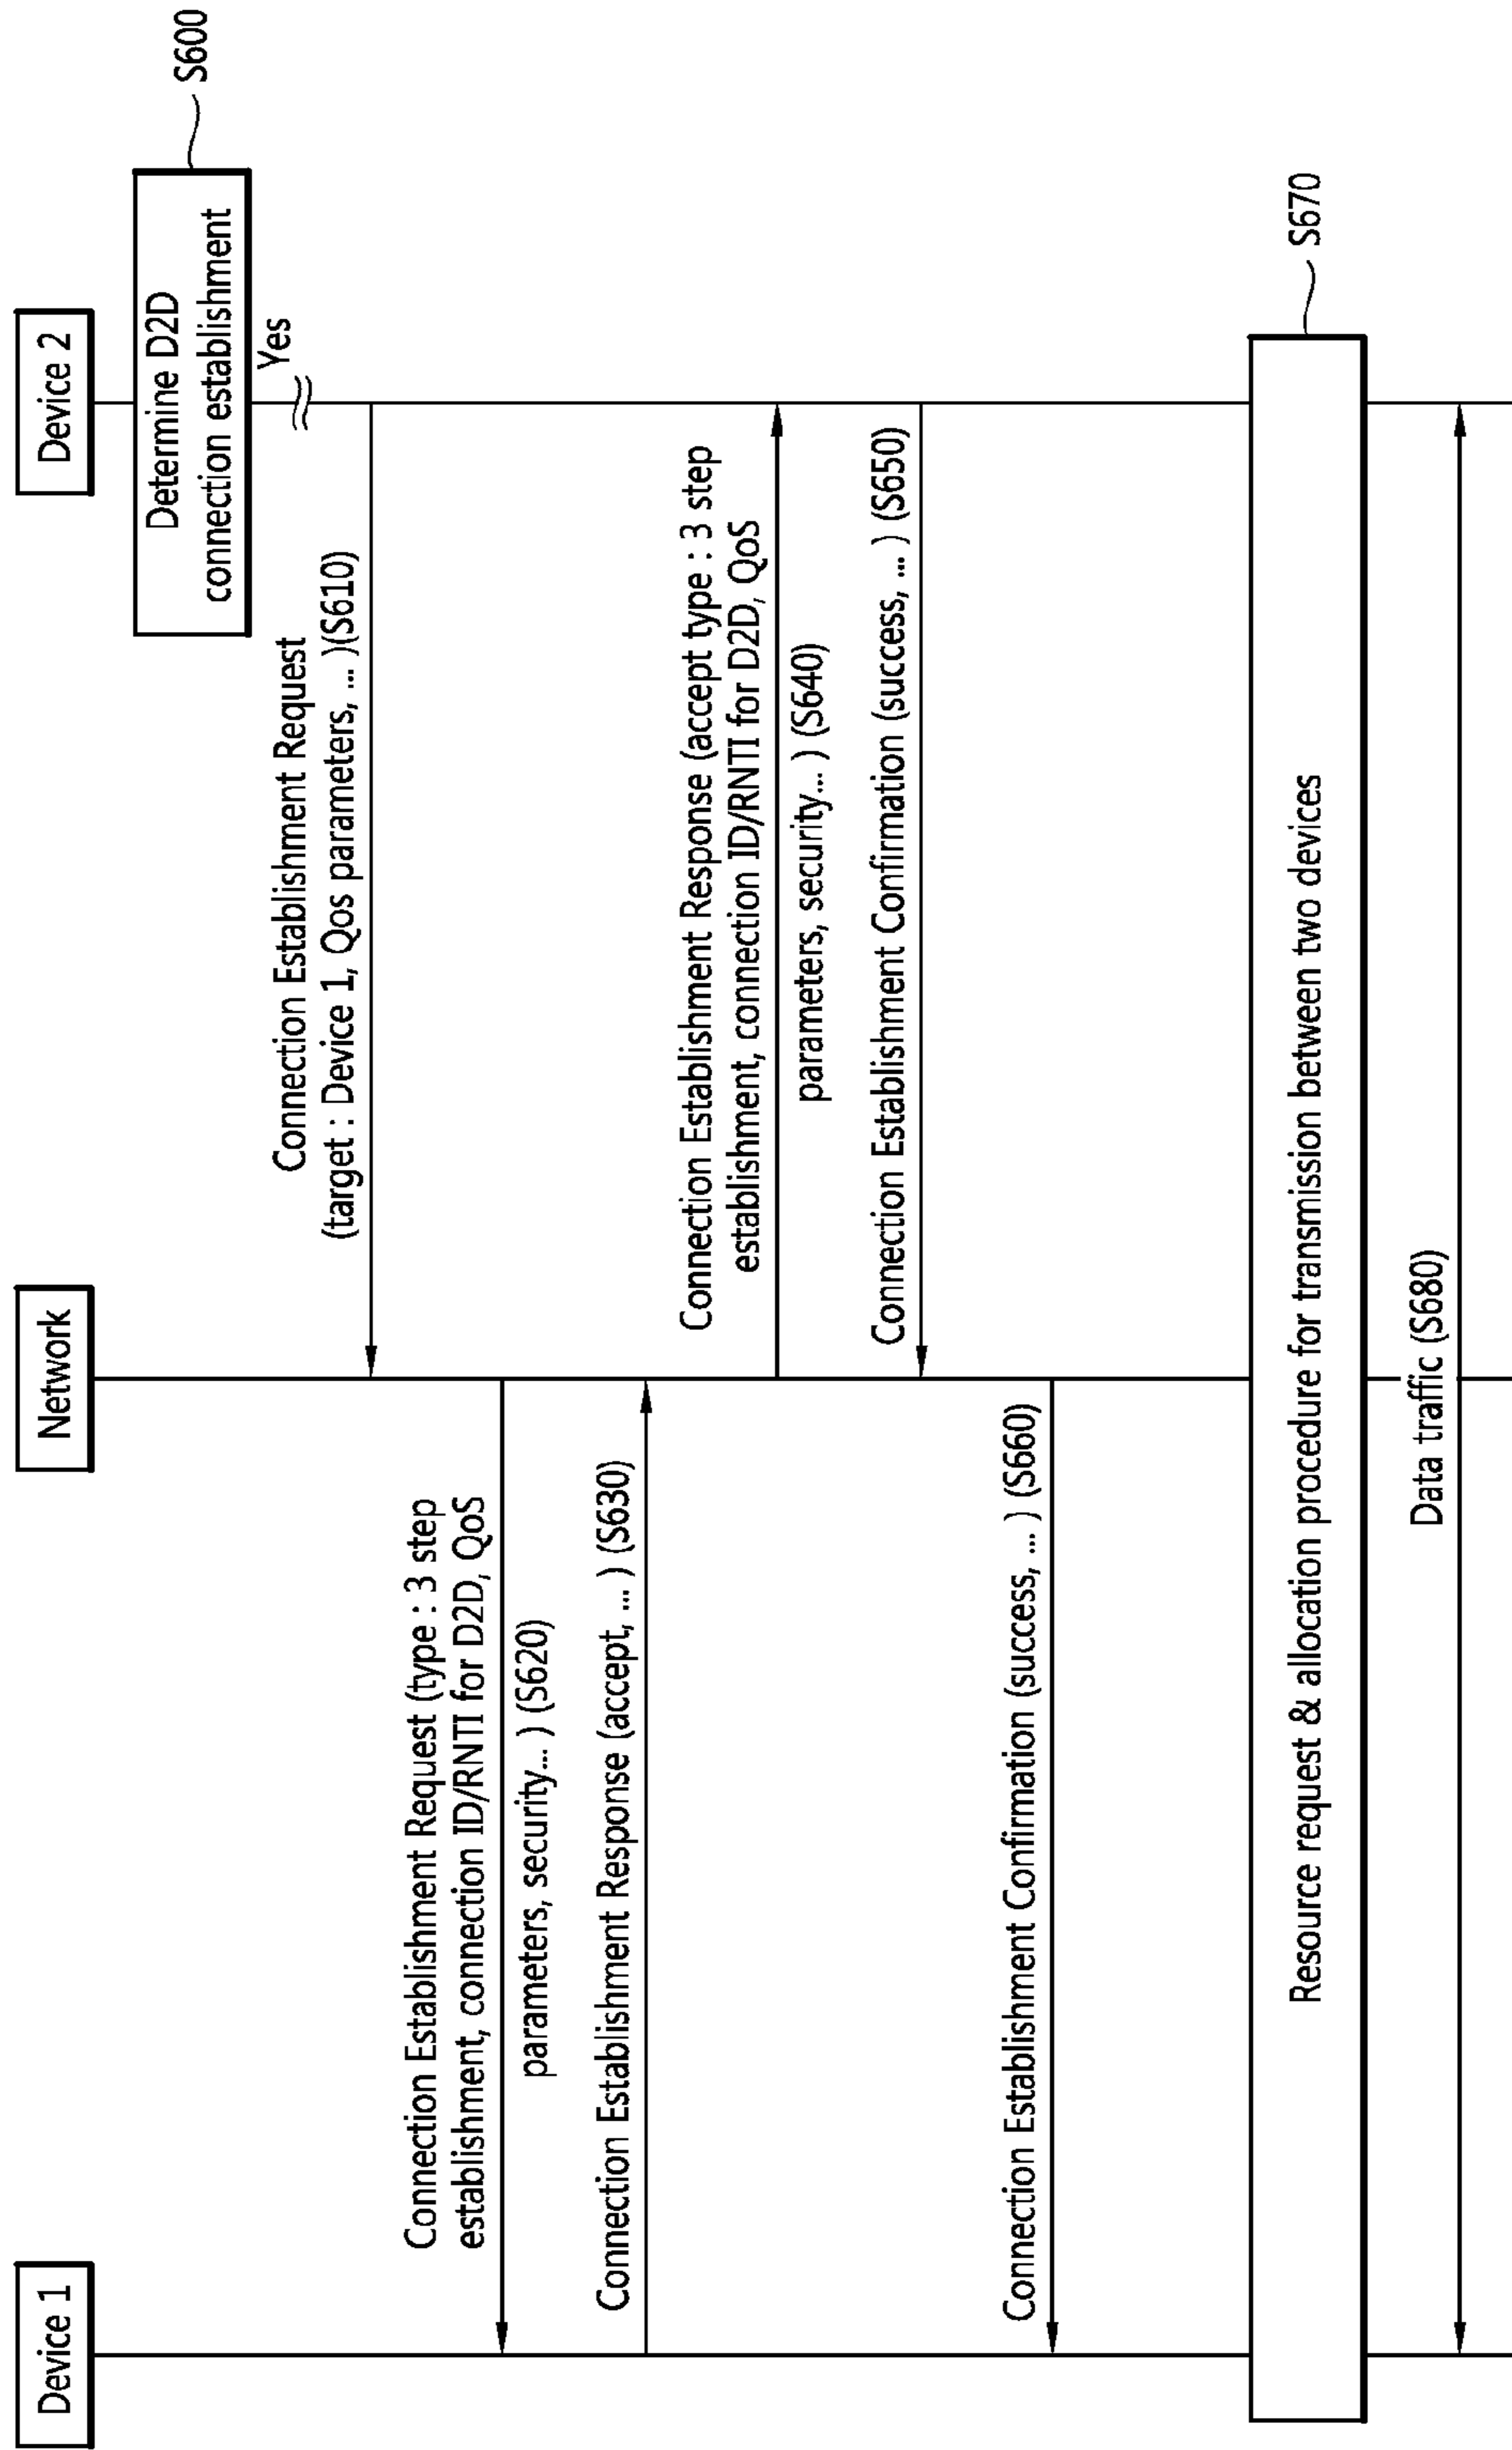 Device 1
Network
Device 2
Determine D2D
connection establishment
S600
Yes
Connection Establishment Request
(target : Device 1, Qos parameters, ... )(S610)
Connection Establishment Request (type : 3 step
establishment, connection ID/RNTI for D2D, QoS
parameters, security... ) (S620)
Connection Establishment Response (accept, ... ) (S630)
Connection Establishment Response (accept type : 3 step
establishment, connection ID/RNTI for D2D, QoS
parameters, security... ) (S640)
Connection Establishment Confirmation (success, ... ) (S650)
Connection Establishment Confirmation (success, ... ) (S660)
Resource request & allocation procedure for transmission between two devices
S670
Data traffic (S680)